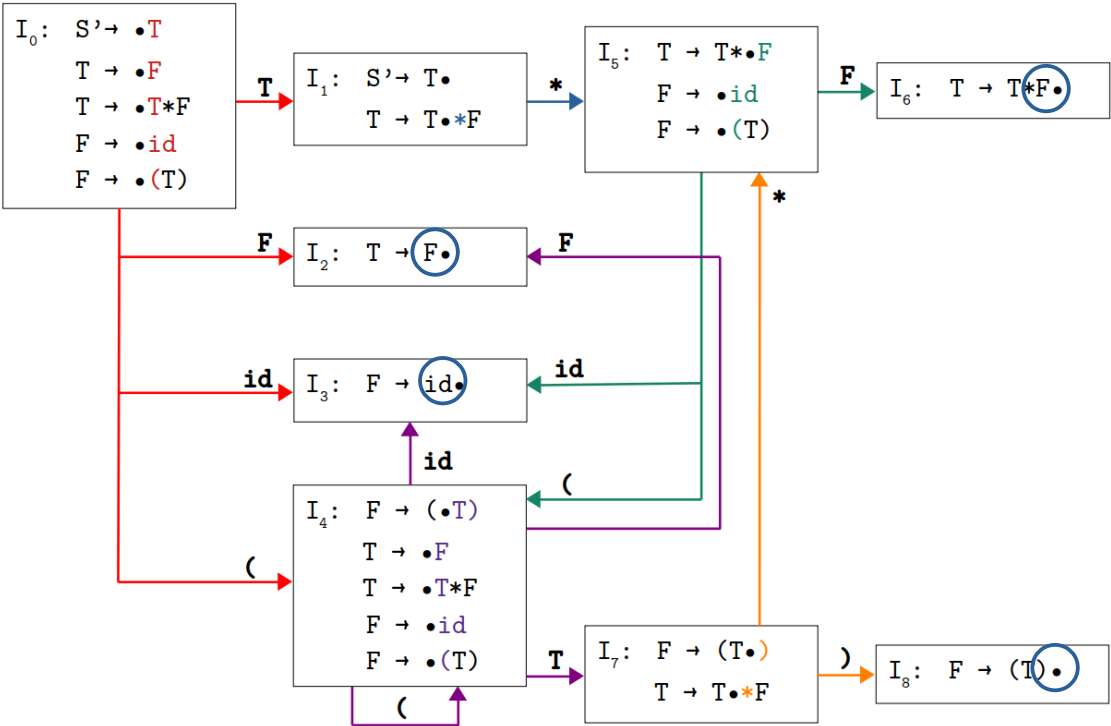 I₀: S’→ •T
T → •F
T → •T*F
F → •id
F → •(T)
T
I₁: S’→ T•
T → T•*F
*
I₅: T → T*•F
F → •id
F → •(T)
F
I₆: T → T*F•
*
F
I₂: T → F•
F
id
I₃: F → id•
id
id
(
I₄: F → (•T)
T → •F
T → •T*F
F → •id
F → •(T)
(
(
T
I₇: F → (T•)
T → T•*F
)
I₈: F → (T)•